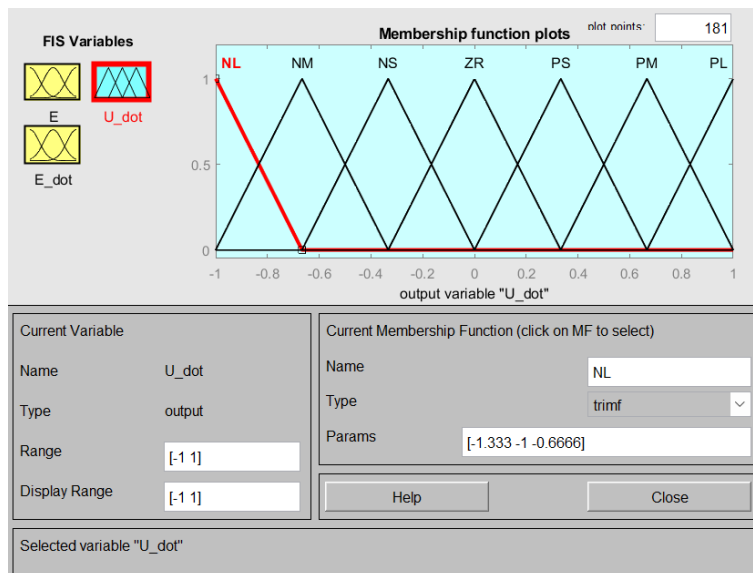 FIS Variables
Membership function plots
plot points:
181
E
U_dot
E_dot
NL
NM
NS
ZR
PS
PM
PL
1
0.5
0
-1
-0.8
-0.6
-0.4
-0.2
0
0.2
0.4
0.6
0.8
1
output variable "U_dot"
Current Variable
Name
U_dot
Type
output
Range
[-1 1]
Display Range
[-1 1]
Current Membership Function (click on MF to select)
Name
NL
Type
trimf
Params
[-1.333 -1 -0.6666]
Help
Close
Selected variable "U_dot"